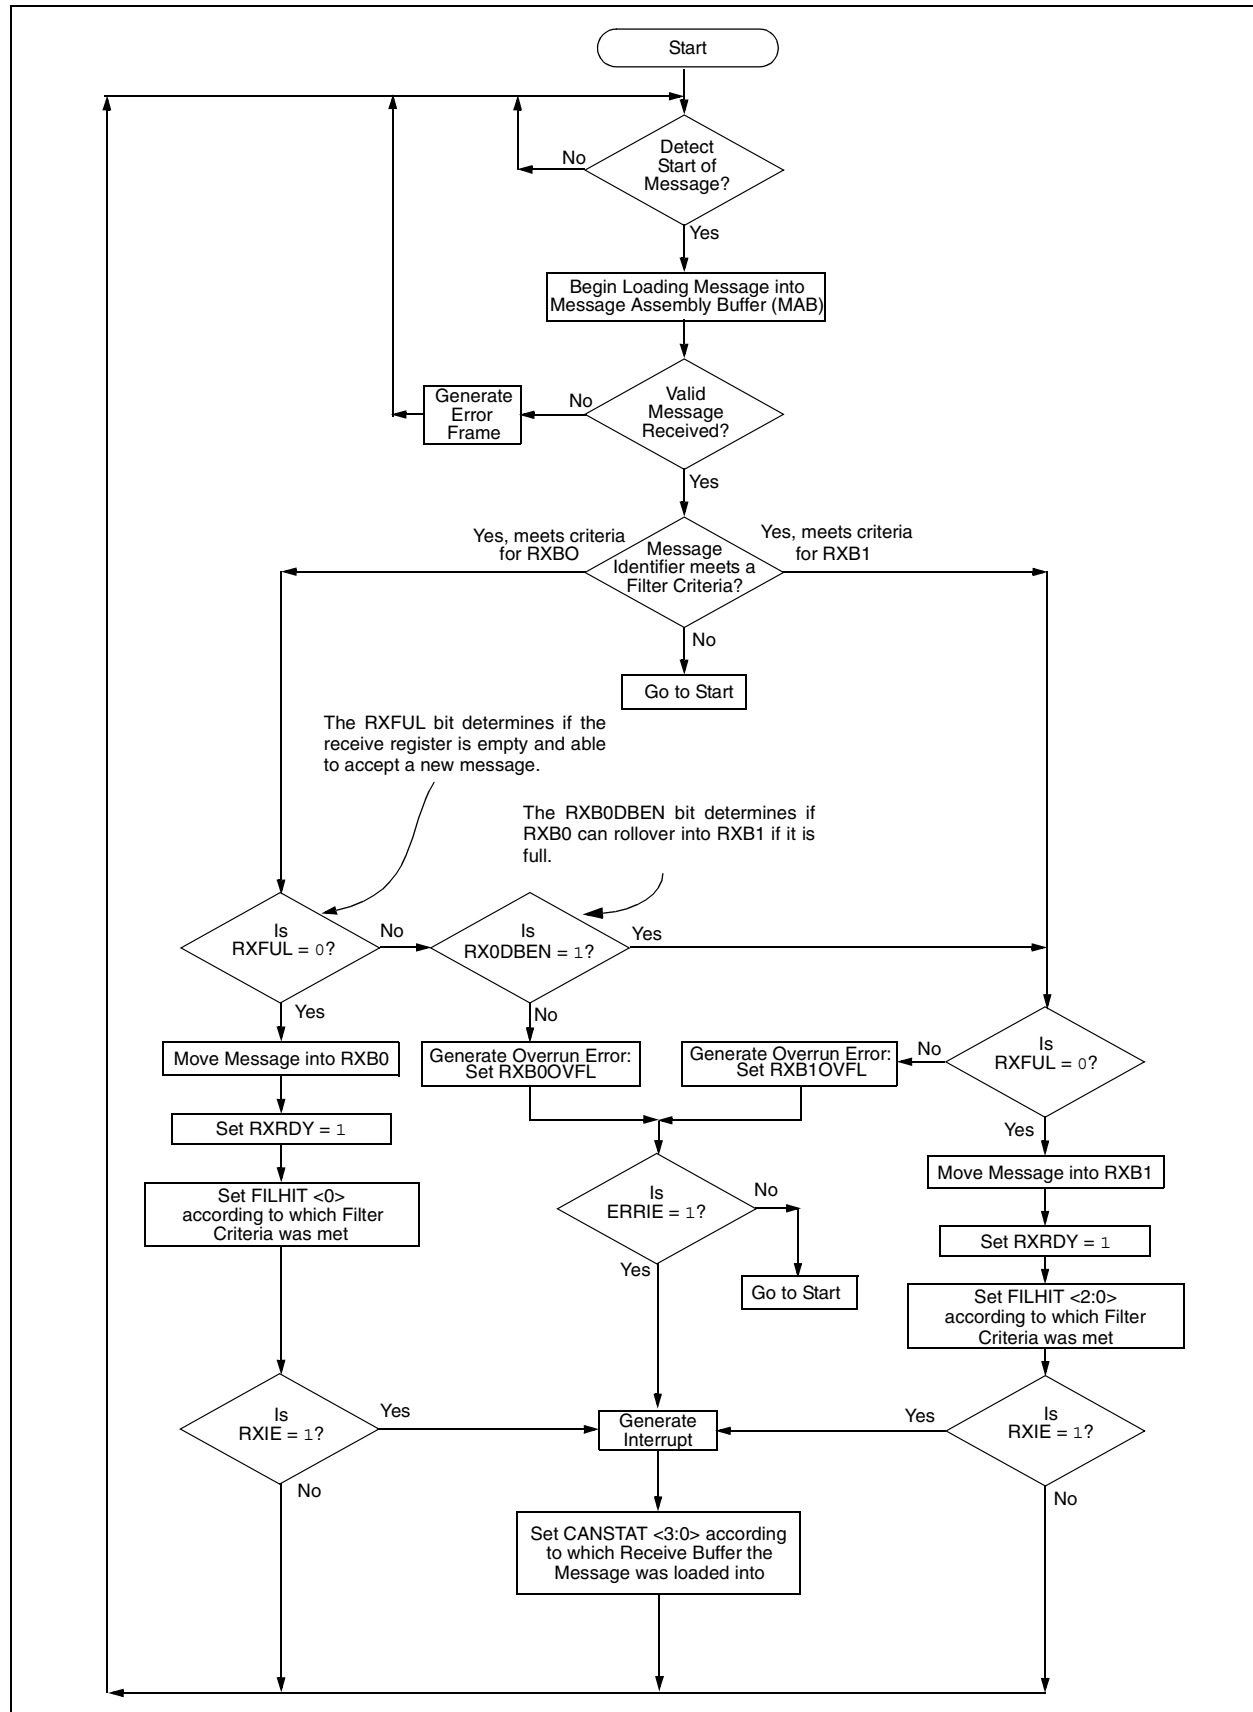 Start
Detect
Start of
Message?
No
Yes
Begin Loading Message into
Message Assembly Buffer (MAB)
Generate
Error
Frame
No
Valid
Message
Received?
Yes
Yes, meets criteria
for RXBO
Message
Identifier meets a
Filter Criteria?
Yes, meets criteria
for RXB1
No
Go to Start
The RXFUL bit determines if the
receive register is empty and able
to accept a new message.
The RXB0DBEN bit determines if
RXB0 can rollover into RXB1 if it is
full.
Is
RXFUL = 0?
No
Is
RX0DBEN = 1?
Yes
Yes
No
Move Message into RXB0
Generate Overrun Error:
Set RXB0OVFL
Generate Overrun Error:
Set RXB1OVFL
No
Is
RXFUL = 0?
Set RXRDY = 1
Yes
Is
ERRIE = 1?
No
Move Message into RXB1
Set FILHIT <0>
according to which Filter
Criteria was met
Set RXRDY = 1
Yes
Go to Start
Set FILHIT <2:0>
according to which Filter
Criteria was met
Is
RXIE = 1?
Yes
Generate
Interrupt
Yes
Is
RXIE = 1?
No
No
Set CANSTAT <3:0> according
to which Receive Buffer the
Message was loaded into